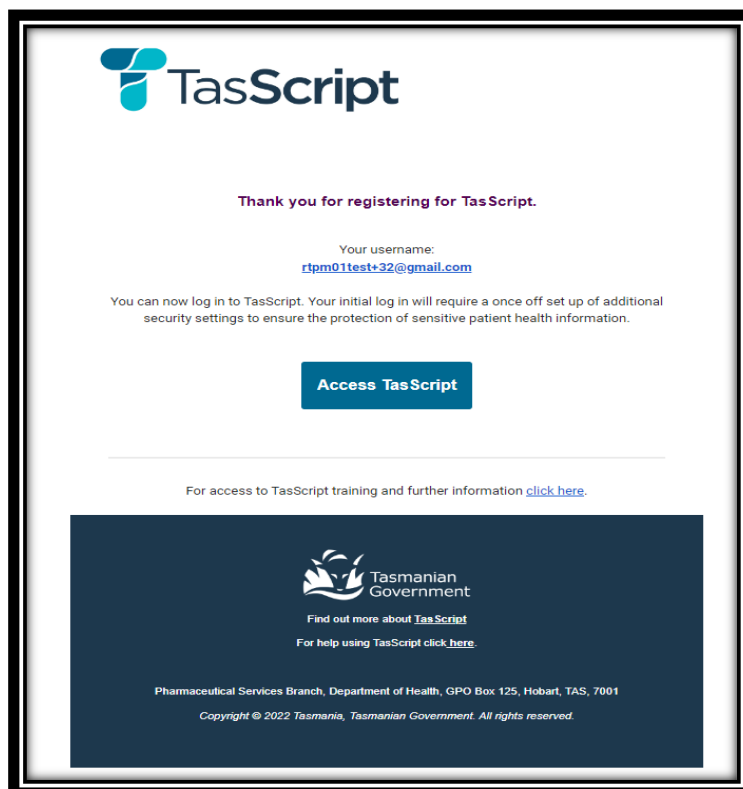 TasScript
Thank you for registering for TasScript.
Your username:
rtpm01test+32@gmail.com
You can now log in to TasScript. Your initial log in will require a once off set up of additional
security settings to ensure the protection of sensitive patient health information.
Access TasScript
For access to TasScript training and further information click here.
Tasmanian
Government
Find out more about TasScript
For help using TasScript click here.
Pharmaceutical Services Branch, Department of Health, GPO Box 125, Hobart, TAS, 7001
Copyright © 2022 Tasmania, Tasmanian Government. All rights reserved.